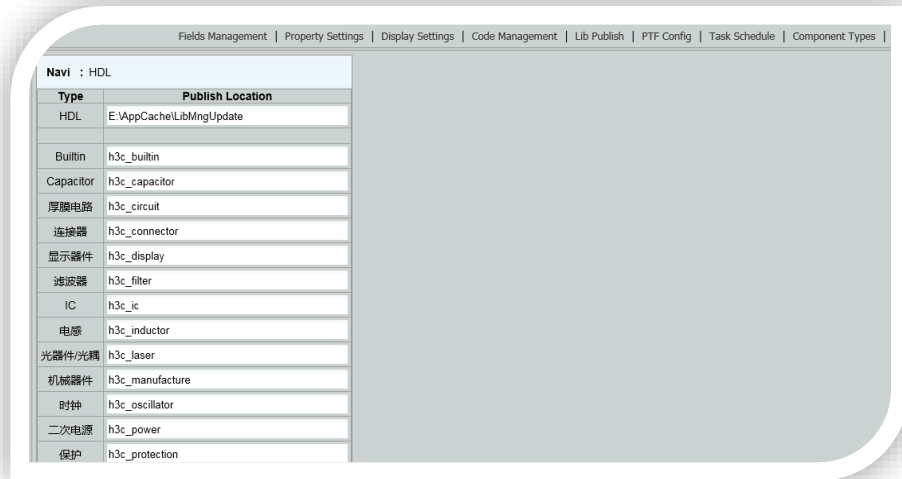 Fields Management | Property Settings | Display Settings | Code Management | Lib Publish | PTF Config | Task Schedule | Component Types |
Navi : HDL
Type Publish Location
HDL E:\AppCache\LibMngUpdate
Builtin h3c_builtin
Capacitor h3c_capacitor
厚膜电路 h3c_circuit
连接器 h3c_connector
显示器件 h3c_display
滤波器 h3c_filter
IC h3c_ic
电感 h3c_inductor
光器件/光耦 h3c_laser
机械器件 h3c_manufacture
时钟 h3c_oscillator
二次电源 h3c_power
保护 h3c_protection